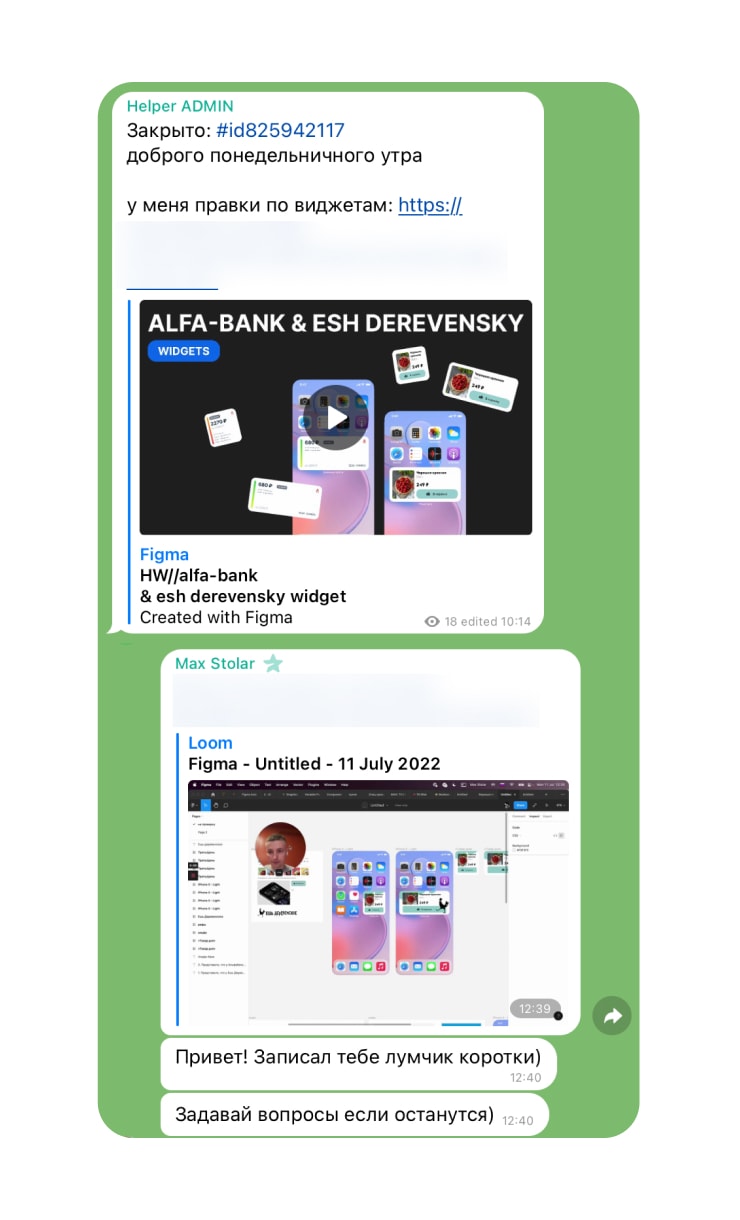 Helper ADMIN
Закрыто: #id825942117
доброго понедельничного утра
у меня правки по виджетам: https://
ALFA-BANK & ESH DEREVENSKY
WIDGETS
Figma
HW//alfa-bank
& esh derevensky widget
Created with Figma
18 edited 10:14
Max Stolar
Loom
Figma - Untitled - 11 July 2022
12:39
Привет! Записал тебе лумчик коротки)
12:40
Задавай вопросы если останутся)
12:40